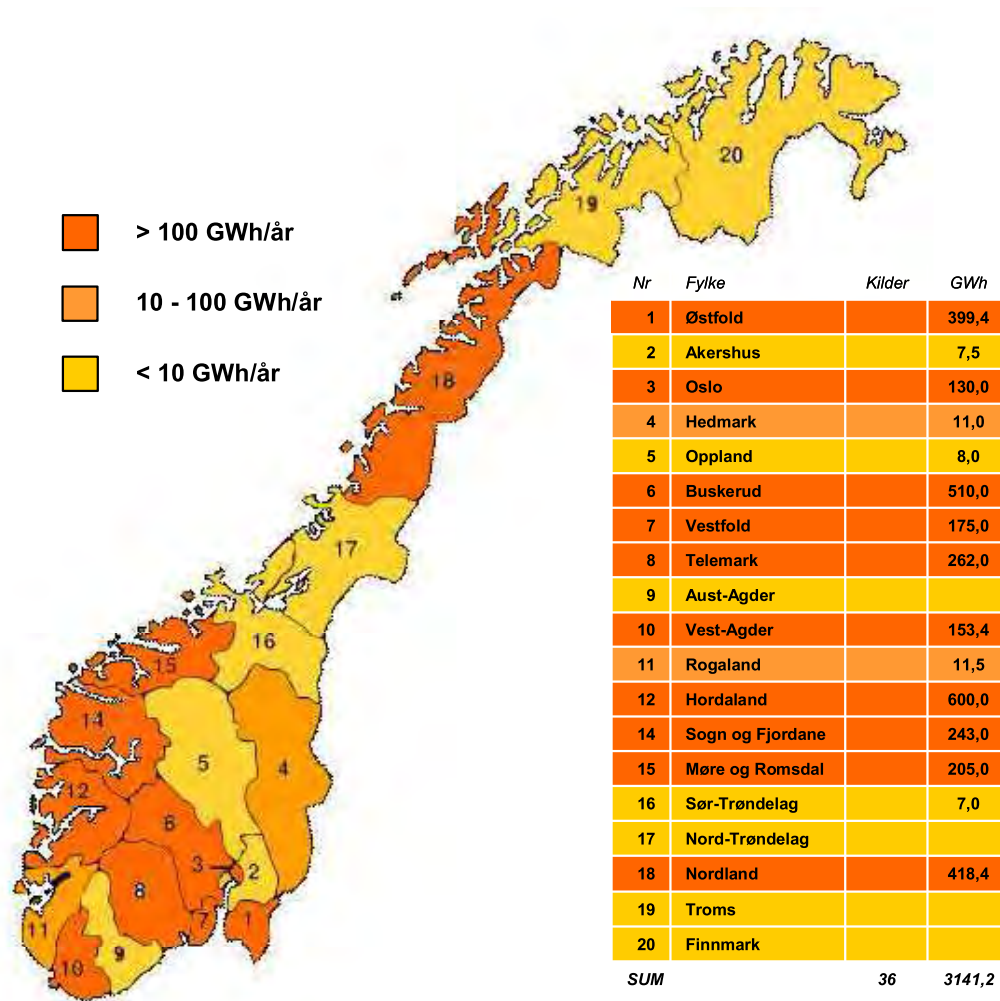 > 100 GWh/år
10 - 100 GWh/år
< 10 GWh/år
20
19
18
17
16
15
14
5
4
12
6
3
2
8
11
7
1
9
10
Nr Fylke Kilder GWh
1 Østfold 399,4
2 Akershus 7,5
3 Oslo 130,0
4 Hedmark 11,0
5 Oppland 8,0
6 Buskerud 510,0
7 Vestfold 175,0
8 Telemark 262,0
9 Aust-Agder
10 Vest-Agder 153,4
11 Rogaland 11,5
12 Hordaland 600,0
14 Sogn og Fjordane 243,0
15 Møre og Romsdal 205,0
16 Sør-Trøndelag 7,0
17 Nord-Trøndelag
18 Nordland 418,4
19 Troms
20 Finnmark
SUM 36 3141,2